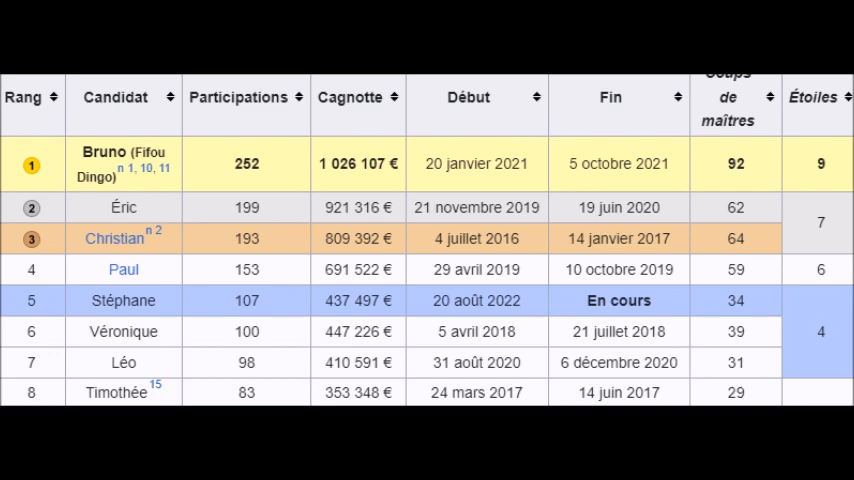 Rang Candidat Participations Cagnotte Début Fin Coups de maîtres Étoiles
1 Bruno (Fifou Dingo) n 1, 10, 11 252 1 026 107 € 20 janvier 2021 5 octobre 2021 92 9
2 Éric 199 921 316 € 21 novembre 2019 19 juin 2020 62 7
3 Christian n 2 193 809 392 € 4 juillet 2016 14 janvier 2017 64
4 Paul 153 691 522 € 29 avril 2019 10 octobre 2019 59 6
5 Stéphane 107 437 497 € 20 août 2022 En cours 34 4
6 Véronique 100 447 226 € 5 avril 2018 21 juillet 2018 39
7 Léo 98 410 591 € 31 août 2020 6 décembre 2020 31
8 Timothée 15 83 353 348 € 24 mars 2017 14 juin 2017 29